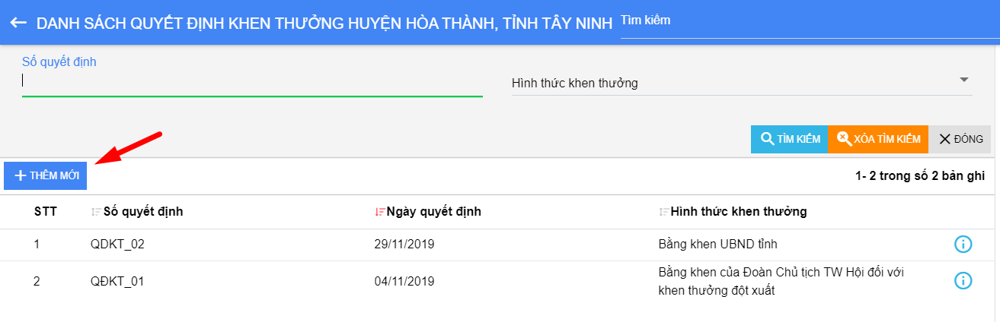 DANH SÁCH QUYẾT ĐỊNH KHEN THƯỞNG HUYỆN HÒA THÀNH, TỈNH TÂY NINH Tìm kiếm
Số quyết định
Hình thức khen thưởng
TÌM KIẾM XÓA TÌM KIẾM ĐÓNG
THÊM MỚI 1- 2 trong số 2 bản ghi
STT Số quyết định Ngày quyết định Hình thức khen thưởng
1 QDKT_02 29/11/2019 Bằng khen UBND tỉnh
2 QĐKT_01 04/11/2019 Bằng khen của Đoàn Chủ tịch TW Hội đối với
khen thưởng đột xuất